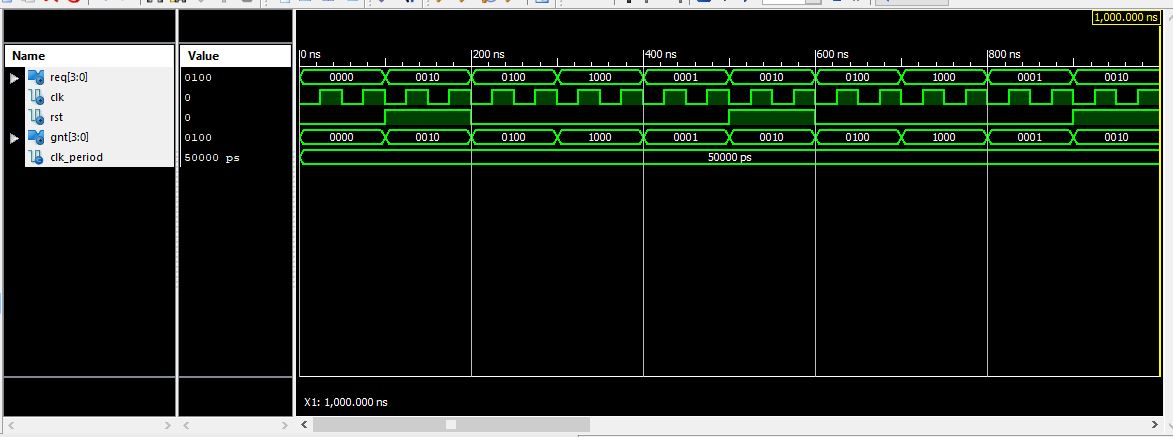 1,000.000 ns
Name Value
0 ns 200 ns 400 ns 600 ns 800 ns
req[3:0] 0100 0000 0010 0100 1000 0001 0010 0100 1000 0001 0010
clk 0
rst 0
gnt[3:0] 0100 0000 0010 0100 1000 0001 0010 0100 1000 0001 0010
clk_period 50000 ps 50000 ps
X1: 1,000.000 ns